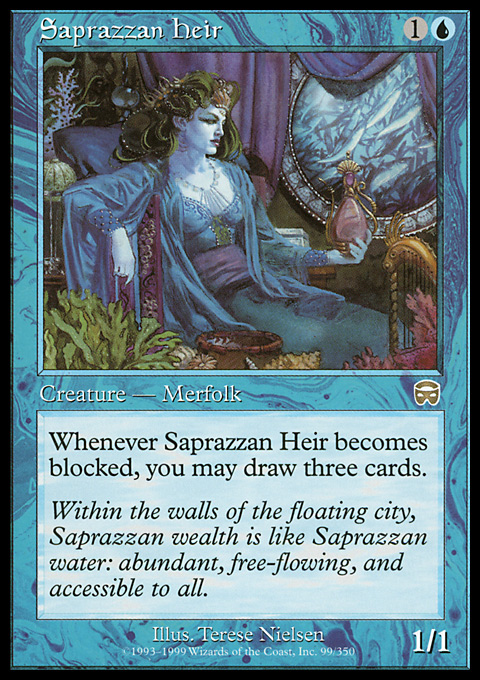 Saprazzan Heir 1
Creature — Merfolk
Whenever Saprazzan Heir becomes
blocked, you may draw three cards.
Within the walls of the floating city,
Saprazzan wealth is like Saprazzan
water: abundant, free-flowing, and
accessible to all.
Illus. Terese Nielsen
©1993-1999 Wizards of the Coast, Inc. 99/350
1/1